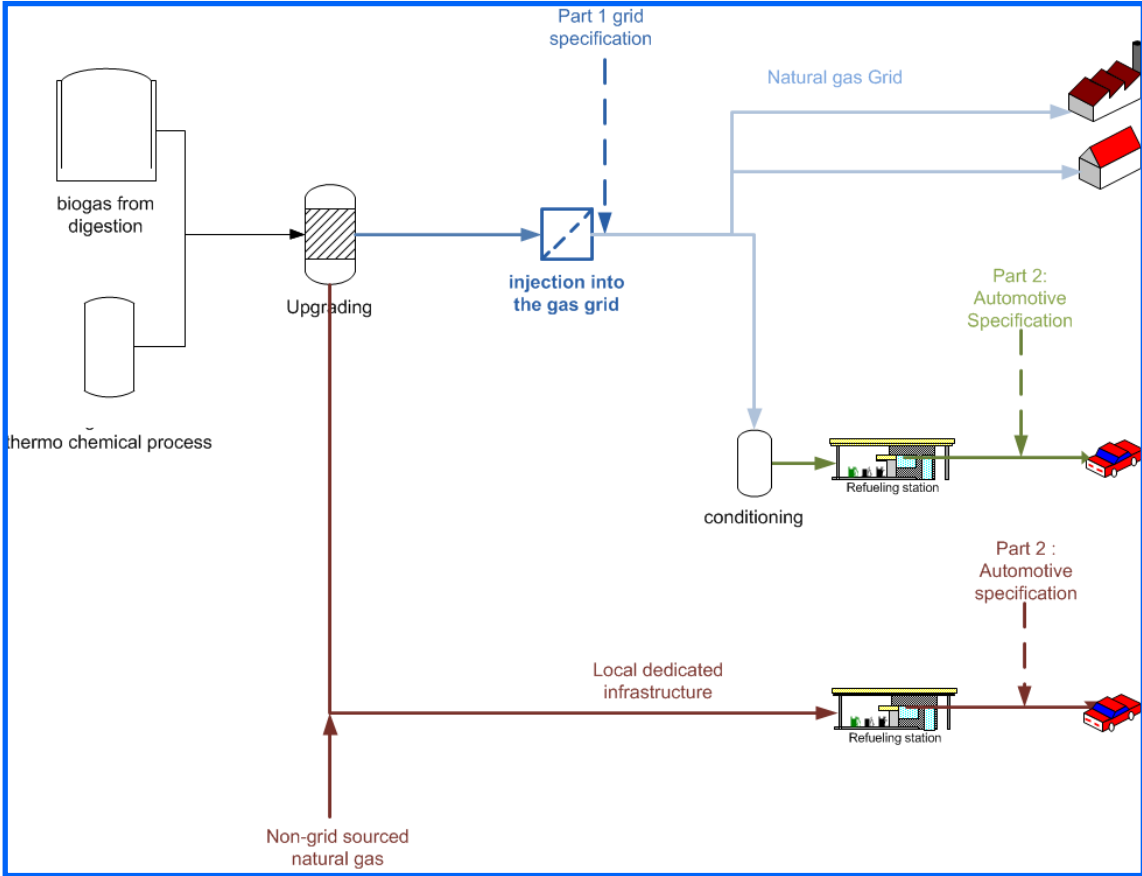 Part 1 grid
specification
Natural gas Grid
biogas from
digestion
Upgrading
injection into
the gas grid
Part 2:
Automotive
Specification
thermo chemical process
Refueling station
conditioning
Part 2 :
Automotive
specification
Local dedicated
infrastructure
Refueling station
Non-grid sourced
natural gas